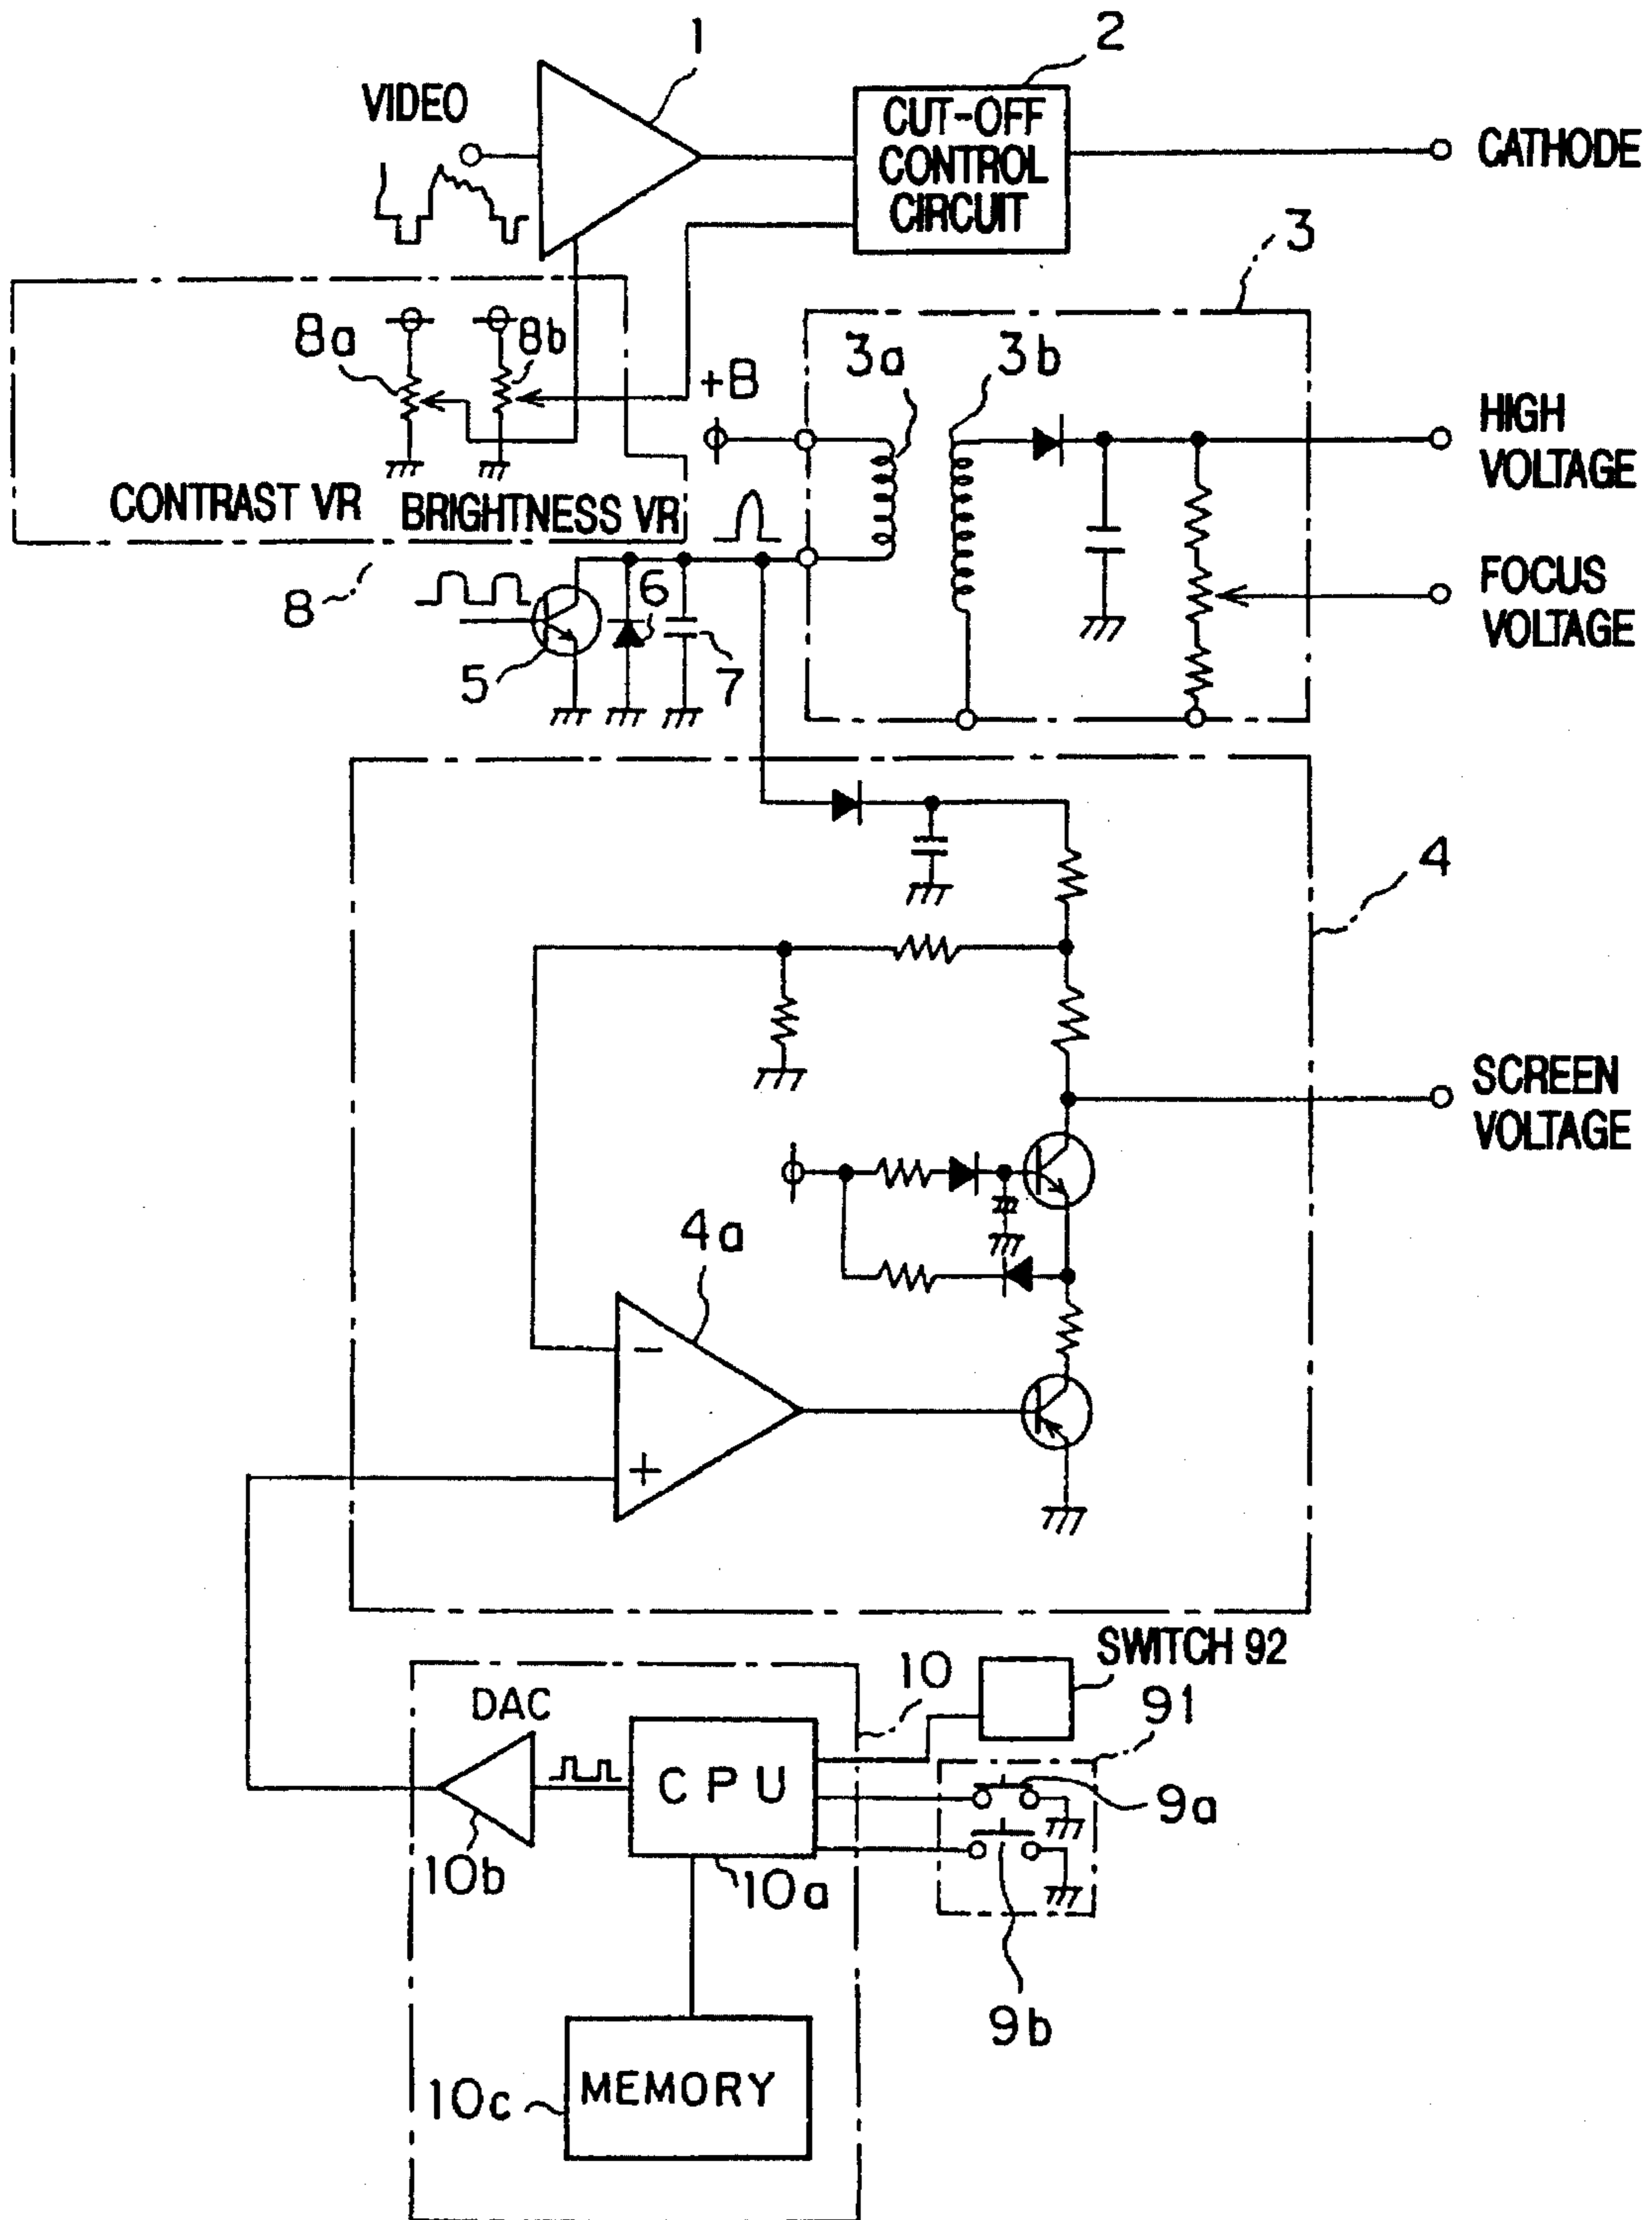 1
2
VIDEO
CUT-OFF
CONTROL
CIRCUIT
CATHODE
3
8a
8b
+B
3a
3b
HIGH
VOLTAGE
CONTRAST VR
BRIGHTNESS VR
8
6
FOCUS
VOLTAGE
5
7
4
SCREEN
VOLTAGE
4a
−
+
SWITCH 92
10
DAC
91
CPU
9a
10b
10a
9b
MEMORY
10c